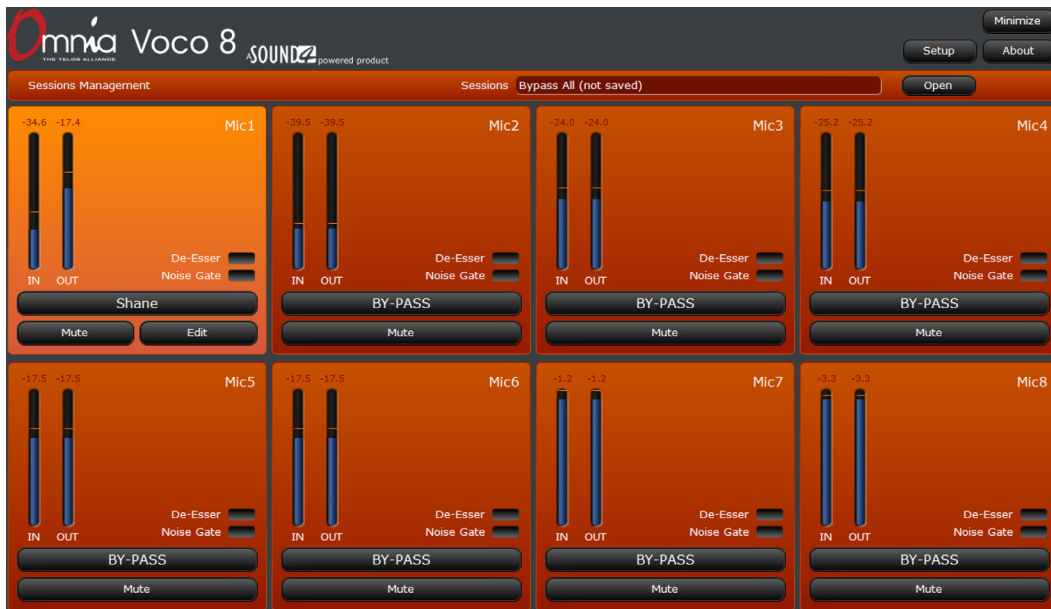 Omnia Voco 8
THE TELOS ALLIANCE
A SOUND4 powered product
Minimize
Setup About
Sessions Management Sessions Bypass All (not saved) Open
-34.6 -17.4 Mic1
De-Esser
Noise Gate
IN OUT
Shane
Mute Edit
-39.5 -39.5 Mic2
De-Esser
Noise Gate
IN OUT
BY-PASS
Mute
-24.0 -24.0 Mic3
De-Esser
Noise Gate
IN OUT
BY-PASS
Mute
-25.2 -25.2 Mic4
De-Esser
Noise Gate
IN OUT
BY-PASS
Mute
-17.5 -17.5 Mic5
De-Esser
Noise Gate
IN OUT
BY-PASS
Mute
-17.5 -17.5 Mic6
De-Esser
Noise Gate
IN OUT
BY-PASS
Mute
-1.2 -1.2 Mic7
De-Esser
Noise Gate
IN OUT
BY-PASS
Mute
-3.3 -3.3 Mic8
De-Esser
Noise Gate
IN OUT
BY-PASS
Mute